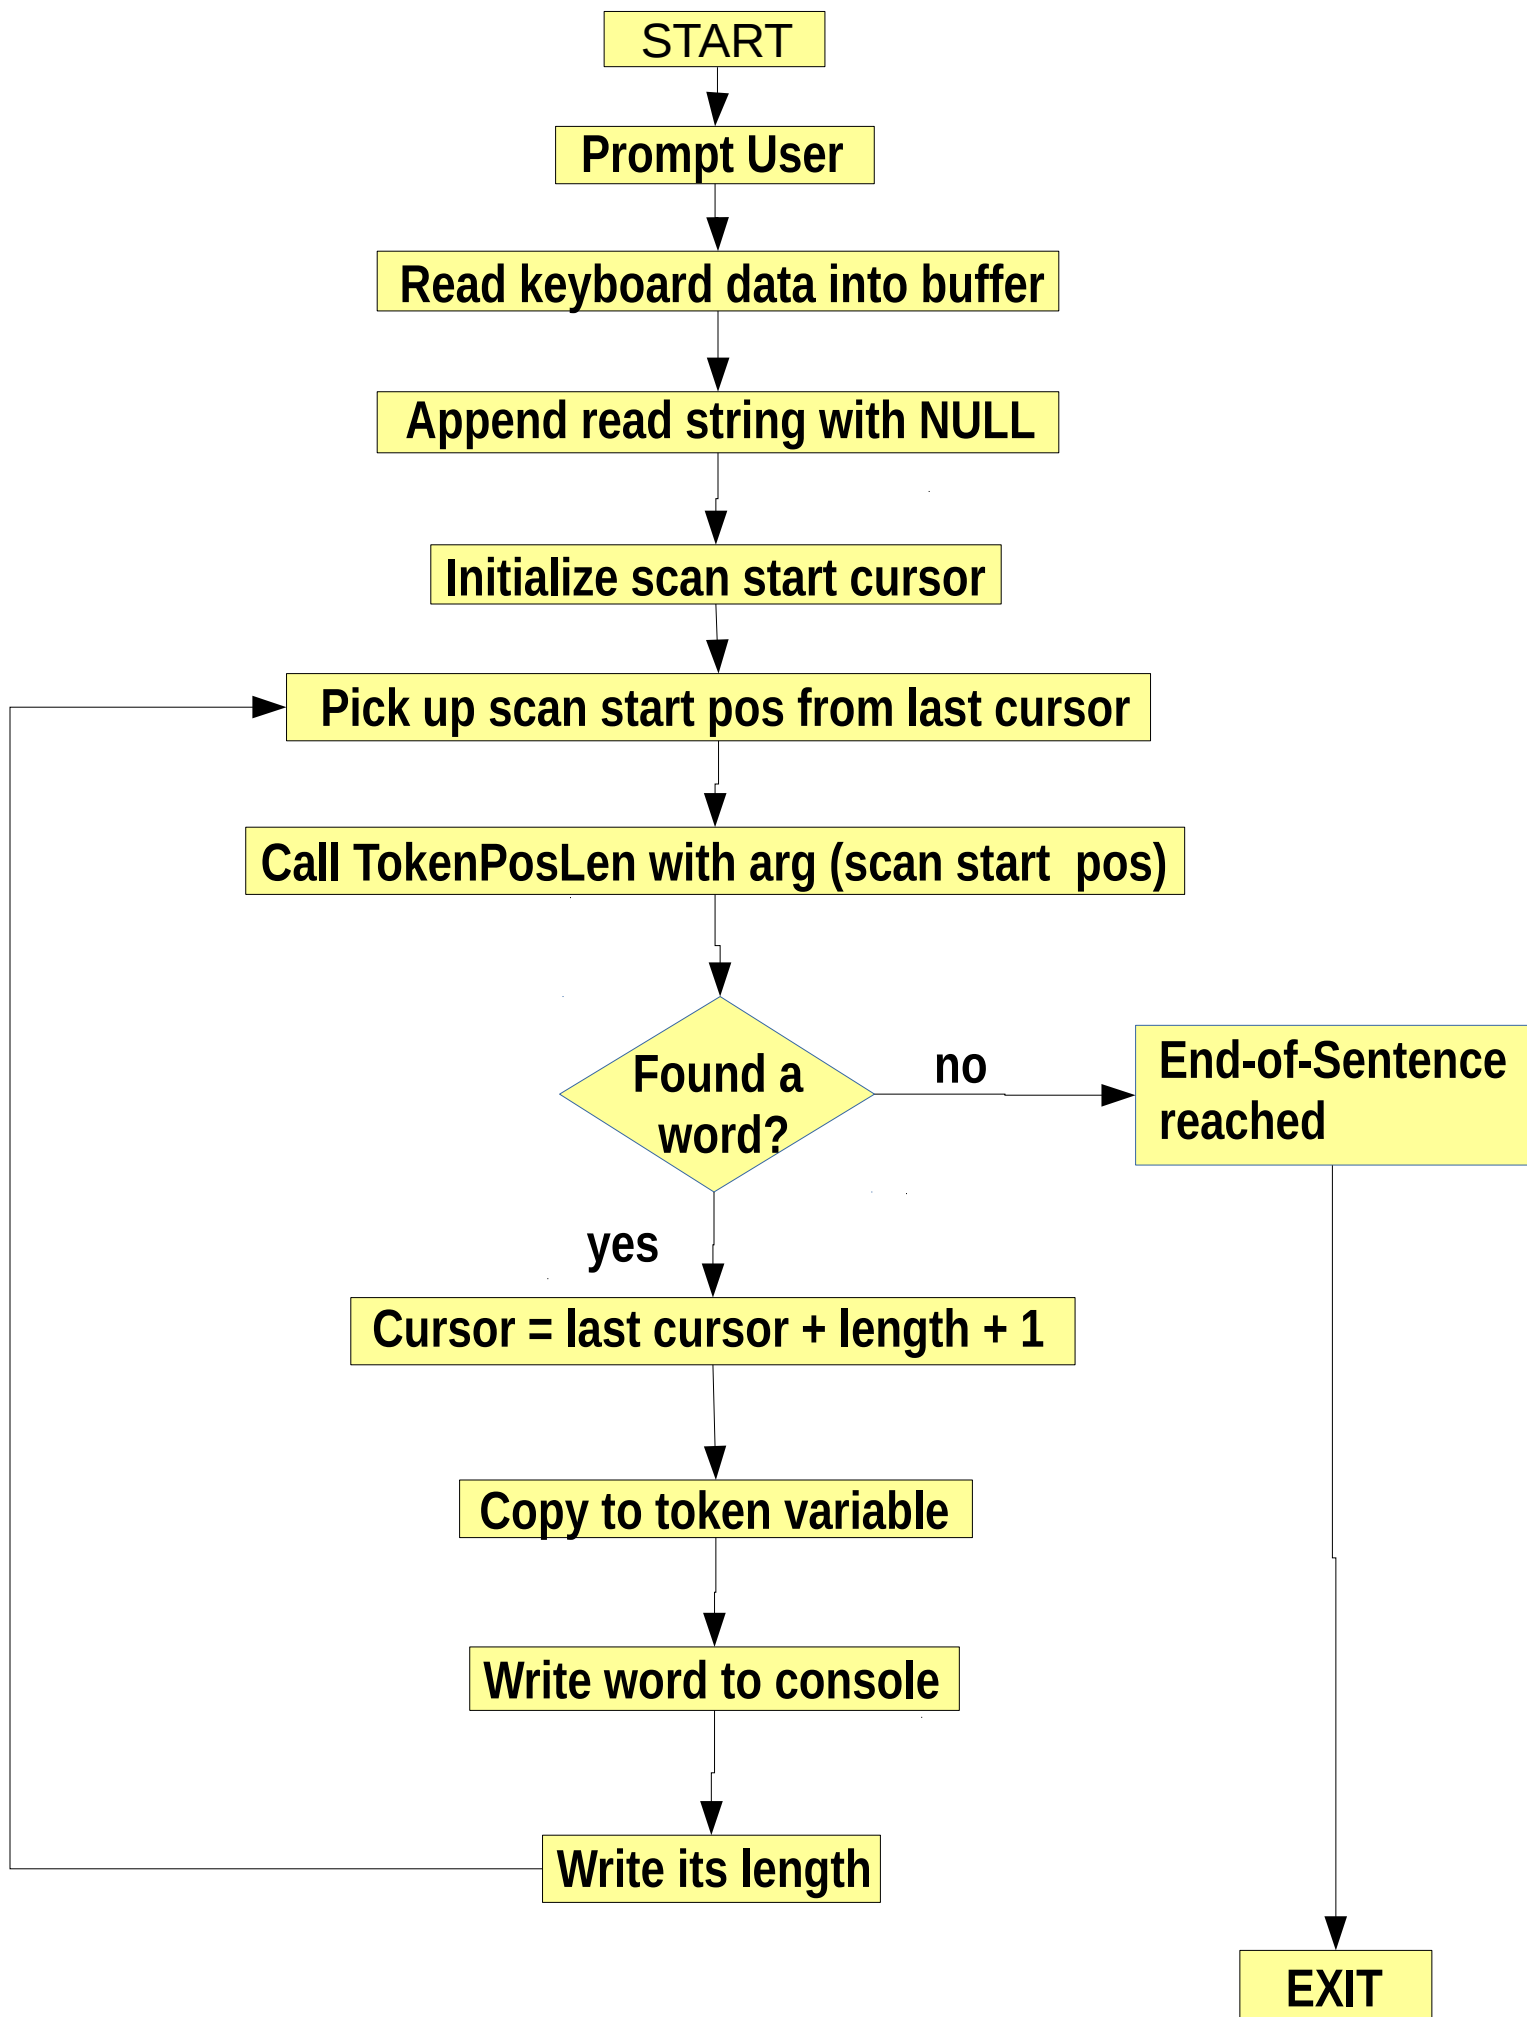 START
Prompt User
Read keyboard data into buffer
Append read string with NULL
Initialize scan start cursor
Pick up scan start pos from last cursor
Call TokenPosLen with arg (scan start  pos)
Found a
word?
no
End-of-Sentence
reached
yes
Cursor = last cursor + length + 1
Copy to token variable
Write word to console
Write its length
EXIT